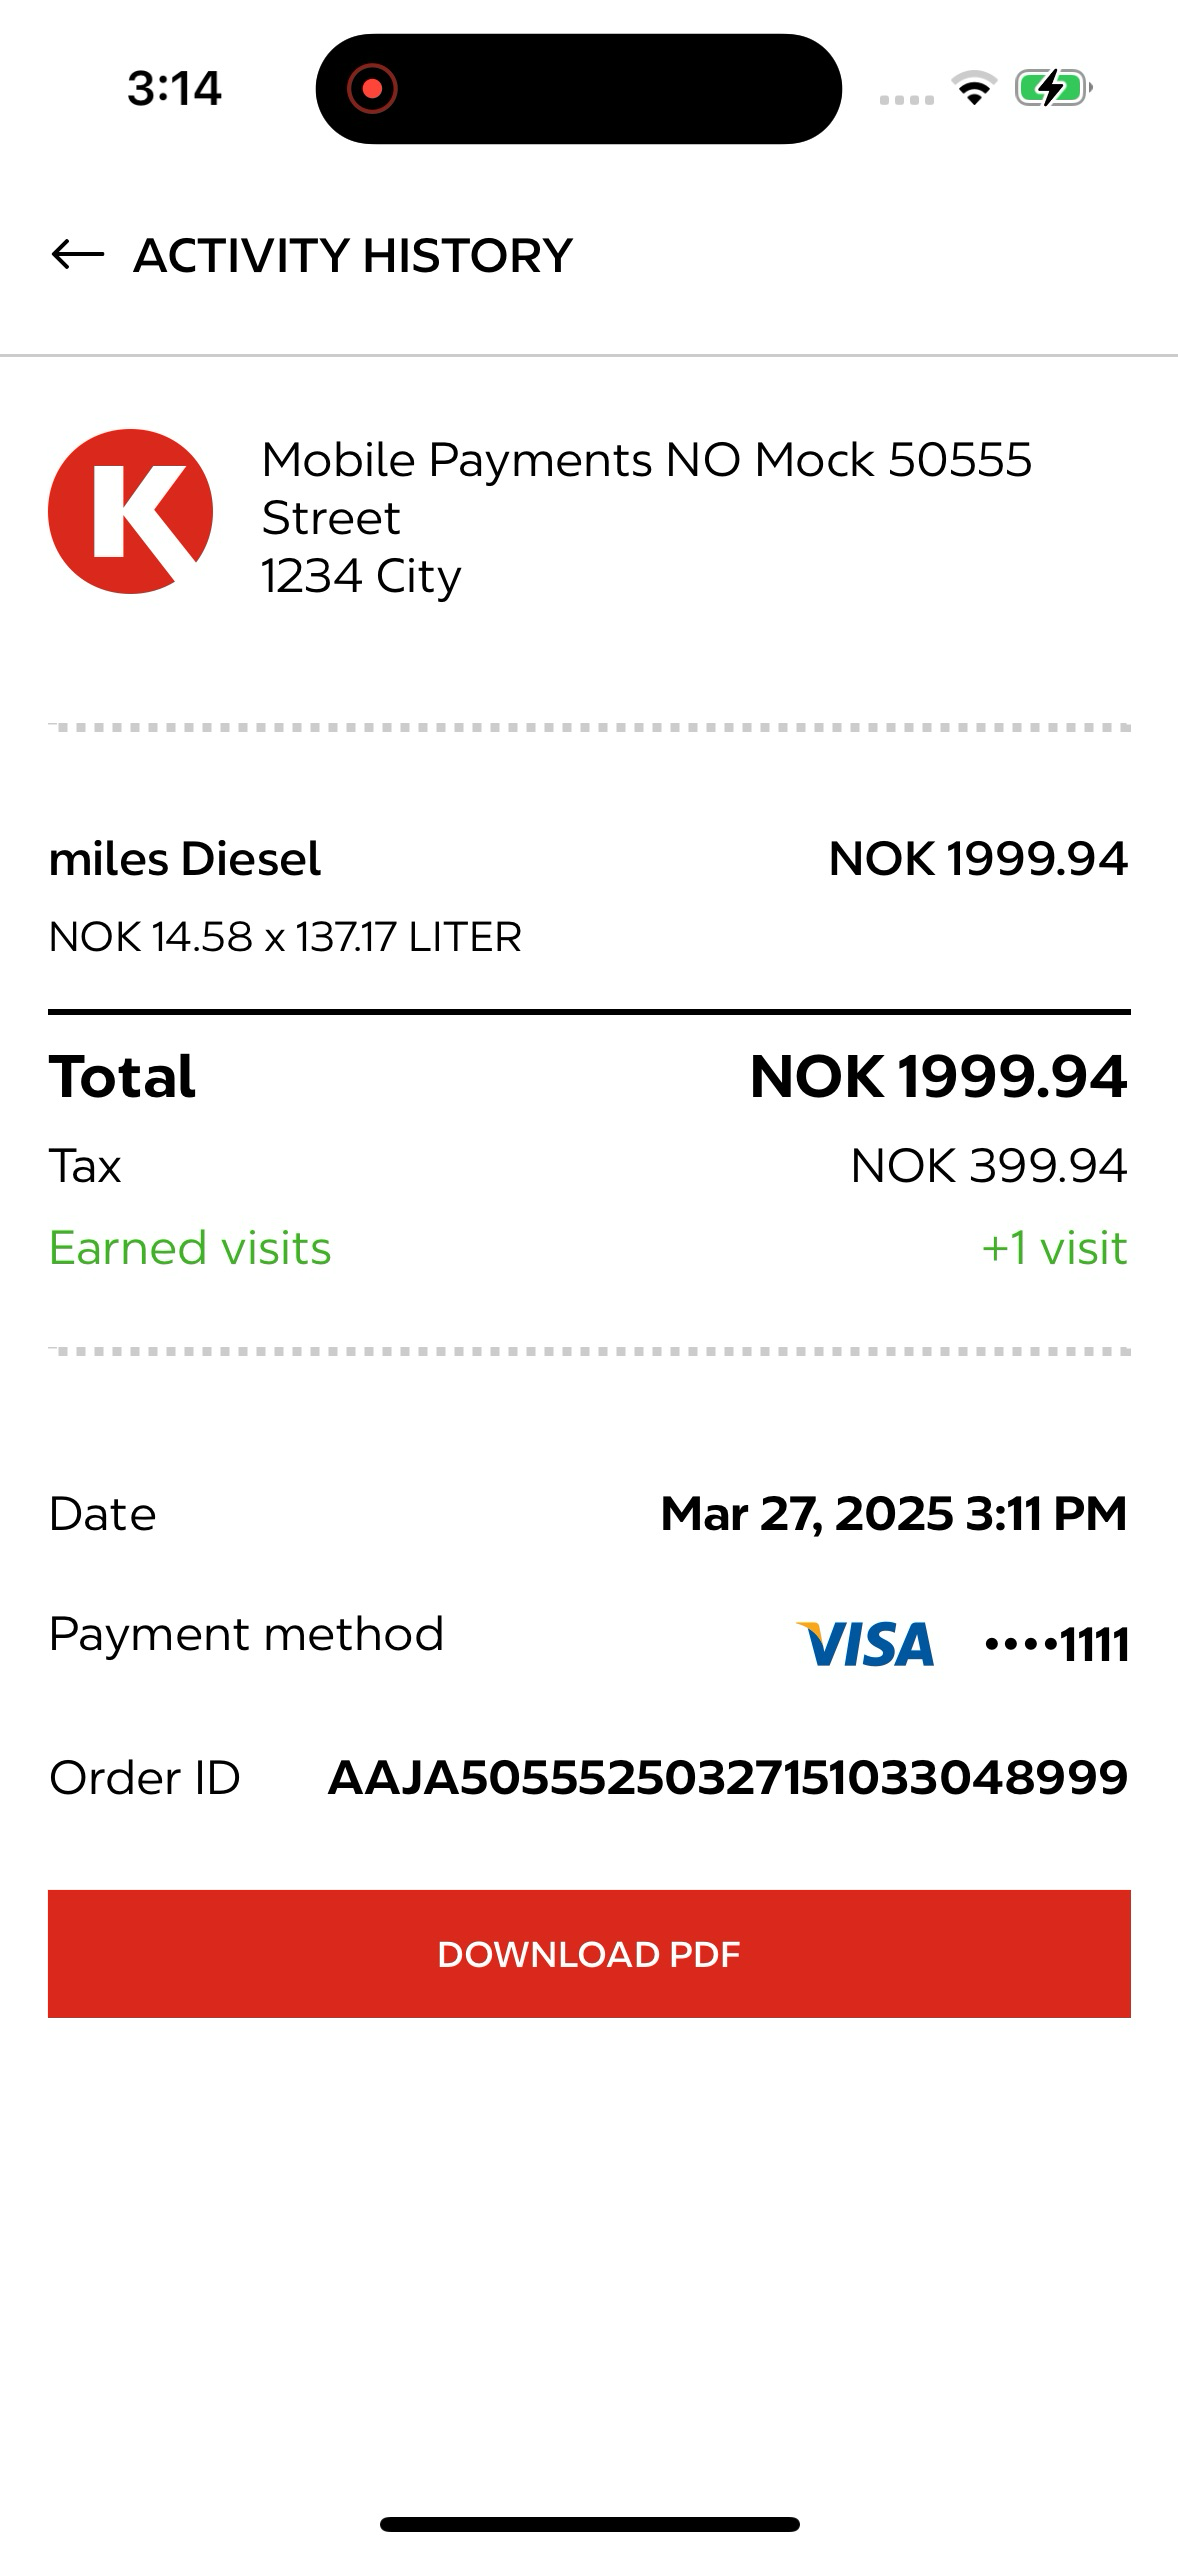 3:14
ACTIVITY HISTORY
K
Mobile Payments NO Mock 50555
Street
1234 City
miles Diesel NOK 1999.94
NOK 14.58 x 137.17 LITER
Total NOK 1999.94
Tax NOK 399.94
Earned visits +1 visit
Date Mar 27, 2025 3:11 PM
Payment method VISA ••••1111
Order ID AAJA5055525032715103304899​9
DOWNLOAD PDF